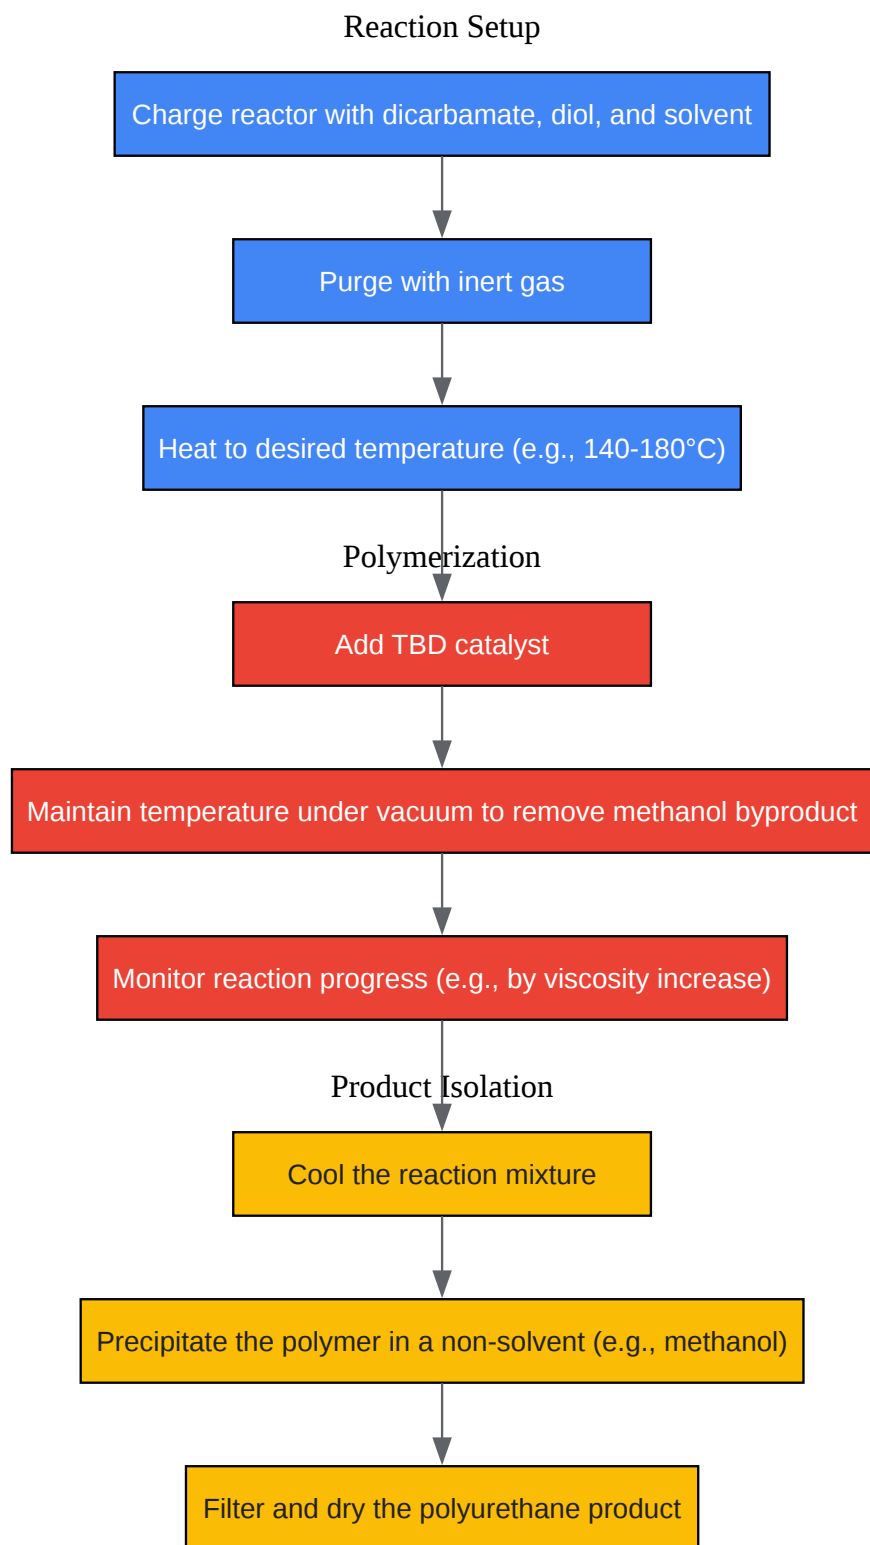 Reaction Setup
Charge reactor with dicarbamate, diol, and solvent
Purge with inert gas
Heat to desired temperature (e.g., 140-180°C)
Polymerization
Add TBD catalyst
Maintain temperature under vacuum to remove methanol byproduct
Monitor reaction progress (e.g., by viscosity increase)
Product Isolation
Cool the reaction mixture
Precipitate the polymer in a non-solvent (e.g., methanol)
Filter and dry the polyurethane product